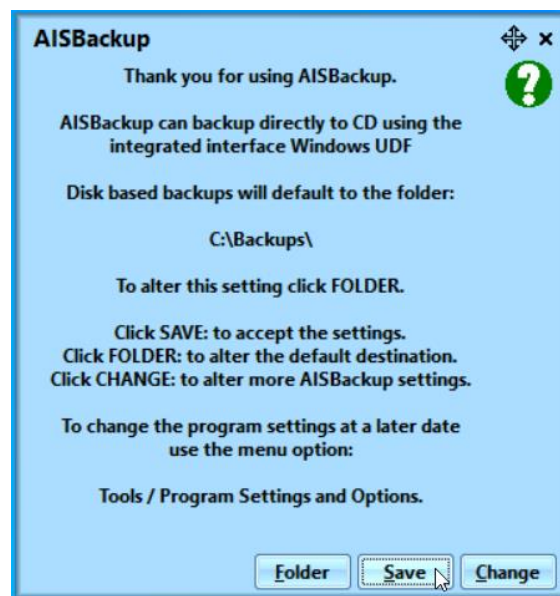 AISBackup
Thank you for using AISBackup.
AISBackup can backup directly to CD using the
integrated interface Windows UDF
Disk based backups will default to the folder:
C:\Backups\
To alter this setting click FOLDER.
Click SAVE: to accept the settings.
Click FOLDER: to alter the default destination.
Click CHANGE: to alter more AISBackup settings.
To change the program settings at a later date
use the menu option:
Tools / Program Settings and Options.
Folder Save Change